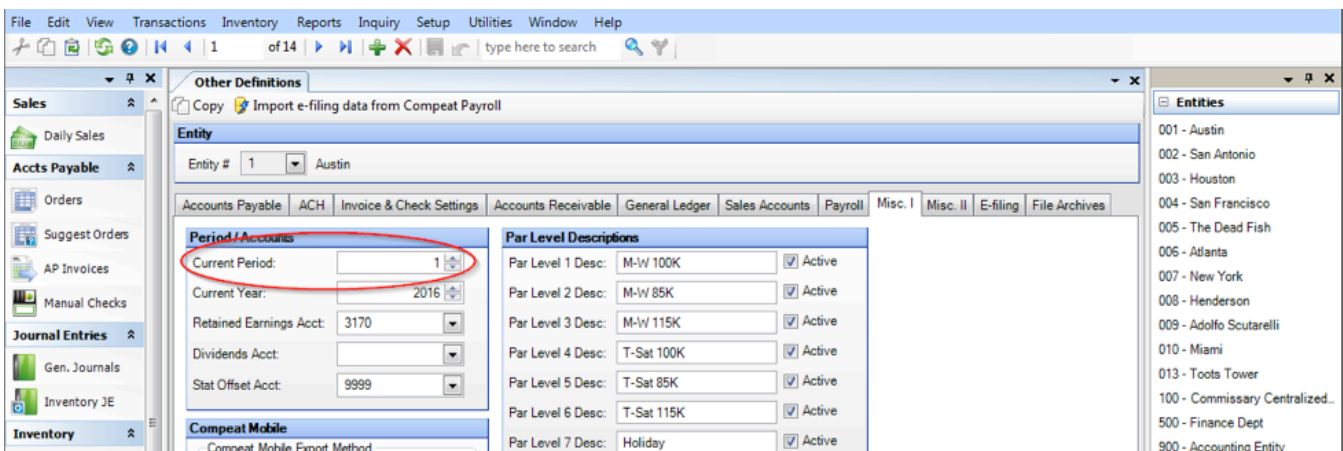 File Edit View Transactions Inventory Reports Inquiry Setup Utilities Window Help
1 of 14 type here to search
Sales
Daily Sales
Accts Payable
Orders
Suggest Orders
AP Invoices
Manual Checks
Journal Entries
Gen. Journals
Inventory JE
Inventory
Other Definitions
Copy Import e-filing data from Compeat Payroll
Entity
Entity # 1 Austin
Accounts Payable ACH Invoice & Check Settings Accounts Receivable General Ledger Sales Accounts Payroll Misc. I Misc. II E-filing File Archives
Period / Accounts
Current Period: 1
Current Year: 2016
Retained Earnings Acct: 3170
Dividends Acct:
Stat Offset Acct: 9999
Compeat Mobile
Compeat Mobile Export Method
Par Level Descriptions
Par Level 1 Desc: M-W 100K Active
Par Level 2 Desc: M-W 85K Active
Par Level 3 Desc: M-W 115K Active
Par Level 4 Desc: T-Sat 100K Active
Par Level 5 Desc: T-Sat 85K Active
Par Level 6 Desc: T-Sat 115K Active
Par Level 7 Desc: Holiday Active
Entities
001 - Austin
002 - San Antonio
003 - Houston
004 - San Francisco
005 - The Dead Fish
006 - Atlanta
007 - New York
008 - Henderson
009 - Adolfo Scutarelli
010 - Miami
013 - Toots Tower
100 - Commissary Centralized...
500 - Finance Dept
900 - Accounting Entity